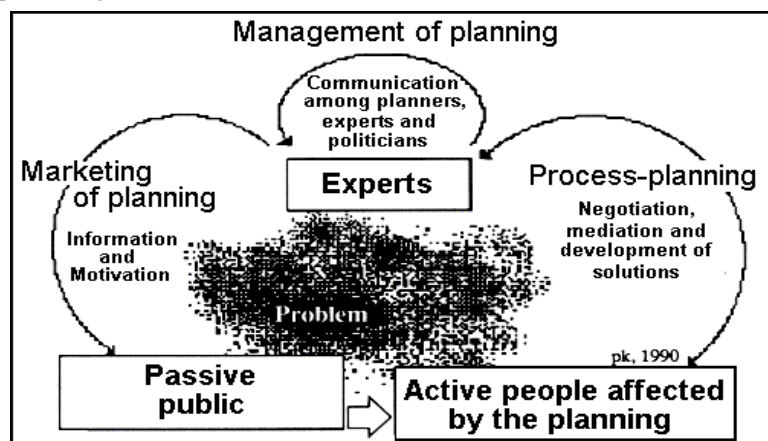 Management of planning
Communication
among planners,
experts and
politicians
Experts
Marketing
of planning
Information
and
Motivation
Process-planning
Negotiation,
mediation and
development of
solutions
Problem
pk, 1990
Passive
public
Active people affected
by the planning